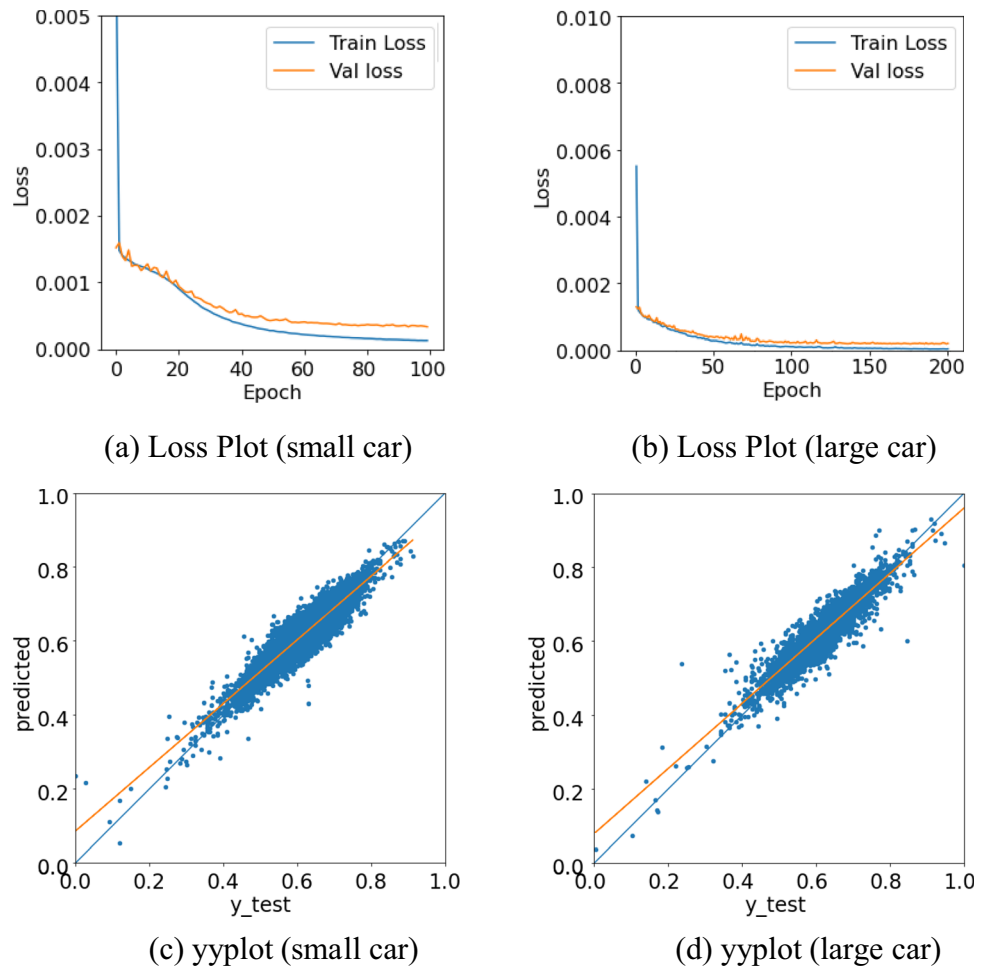 0.005
0.004
0.003
0.002
0.001
0.000
Loss
Train Loss
Val loss
0 20 40 60 80 100
Epoch
(a) Loss Plot (small car)
0.010
0.008
0.006
0.004
0.002
0.000
Loss
Train Loss
Val loss
0 50 100 150 200
Epoch
(b) Loss Plot (large car)
1.0
0.8
0.6
0.4
0.2
0.0
predicted
0.0 0.2 0.4 0.6 0.8 1.0
y_test
(c) yyplot (small car)
1.0
0.8
0.6
0.4
0.2
0.0
predicted
0.0 0.2 0.4 0.6 0.8 1.0
y_test
(d) yyplot (large car)